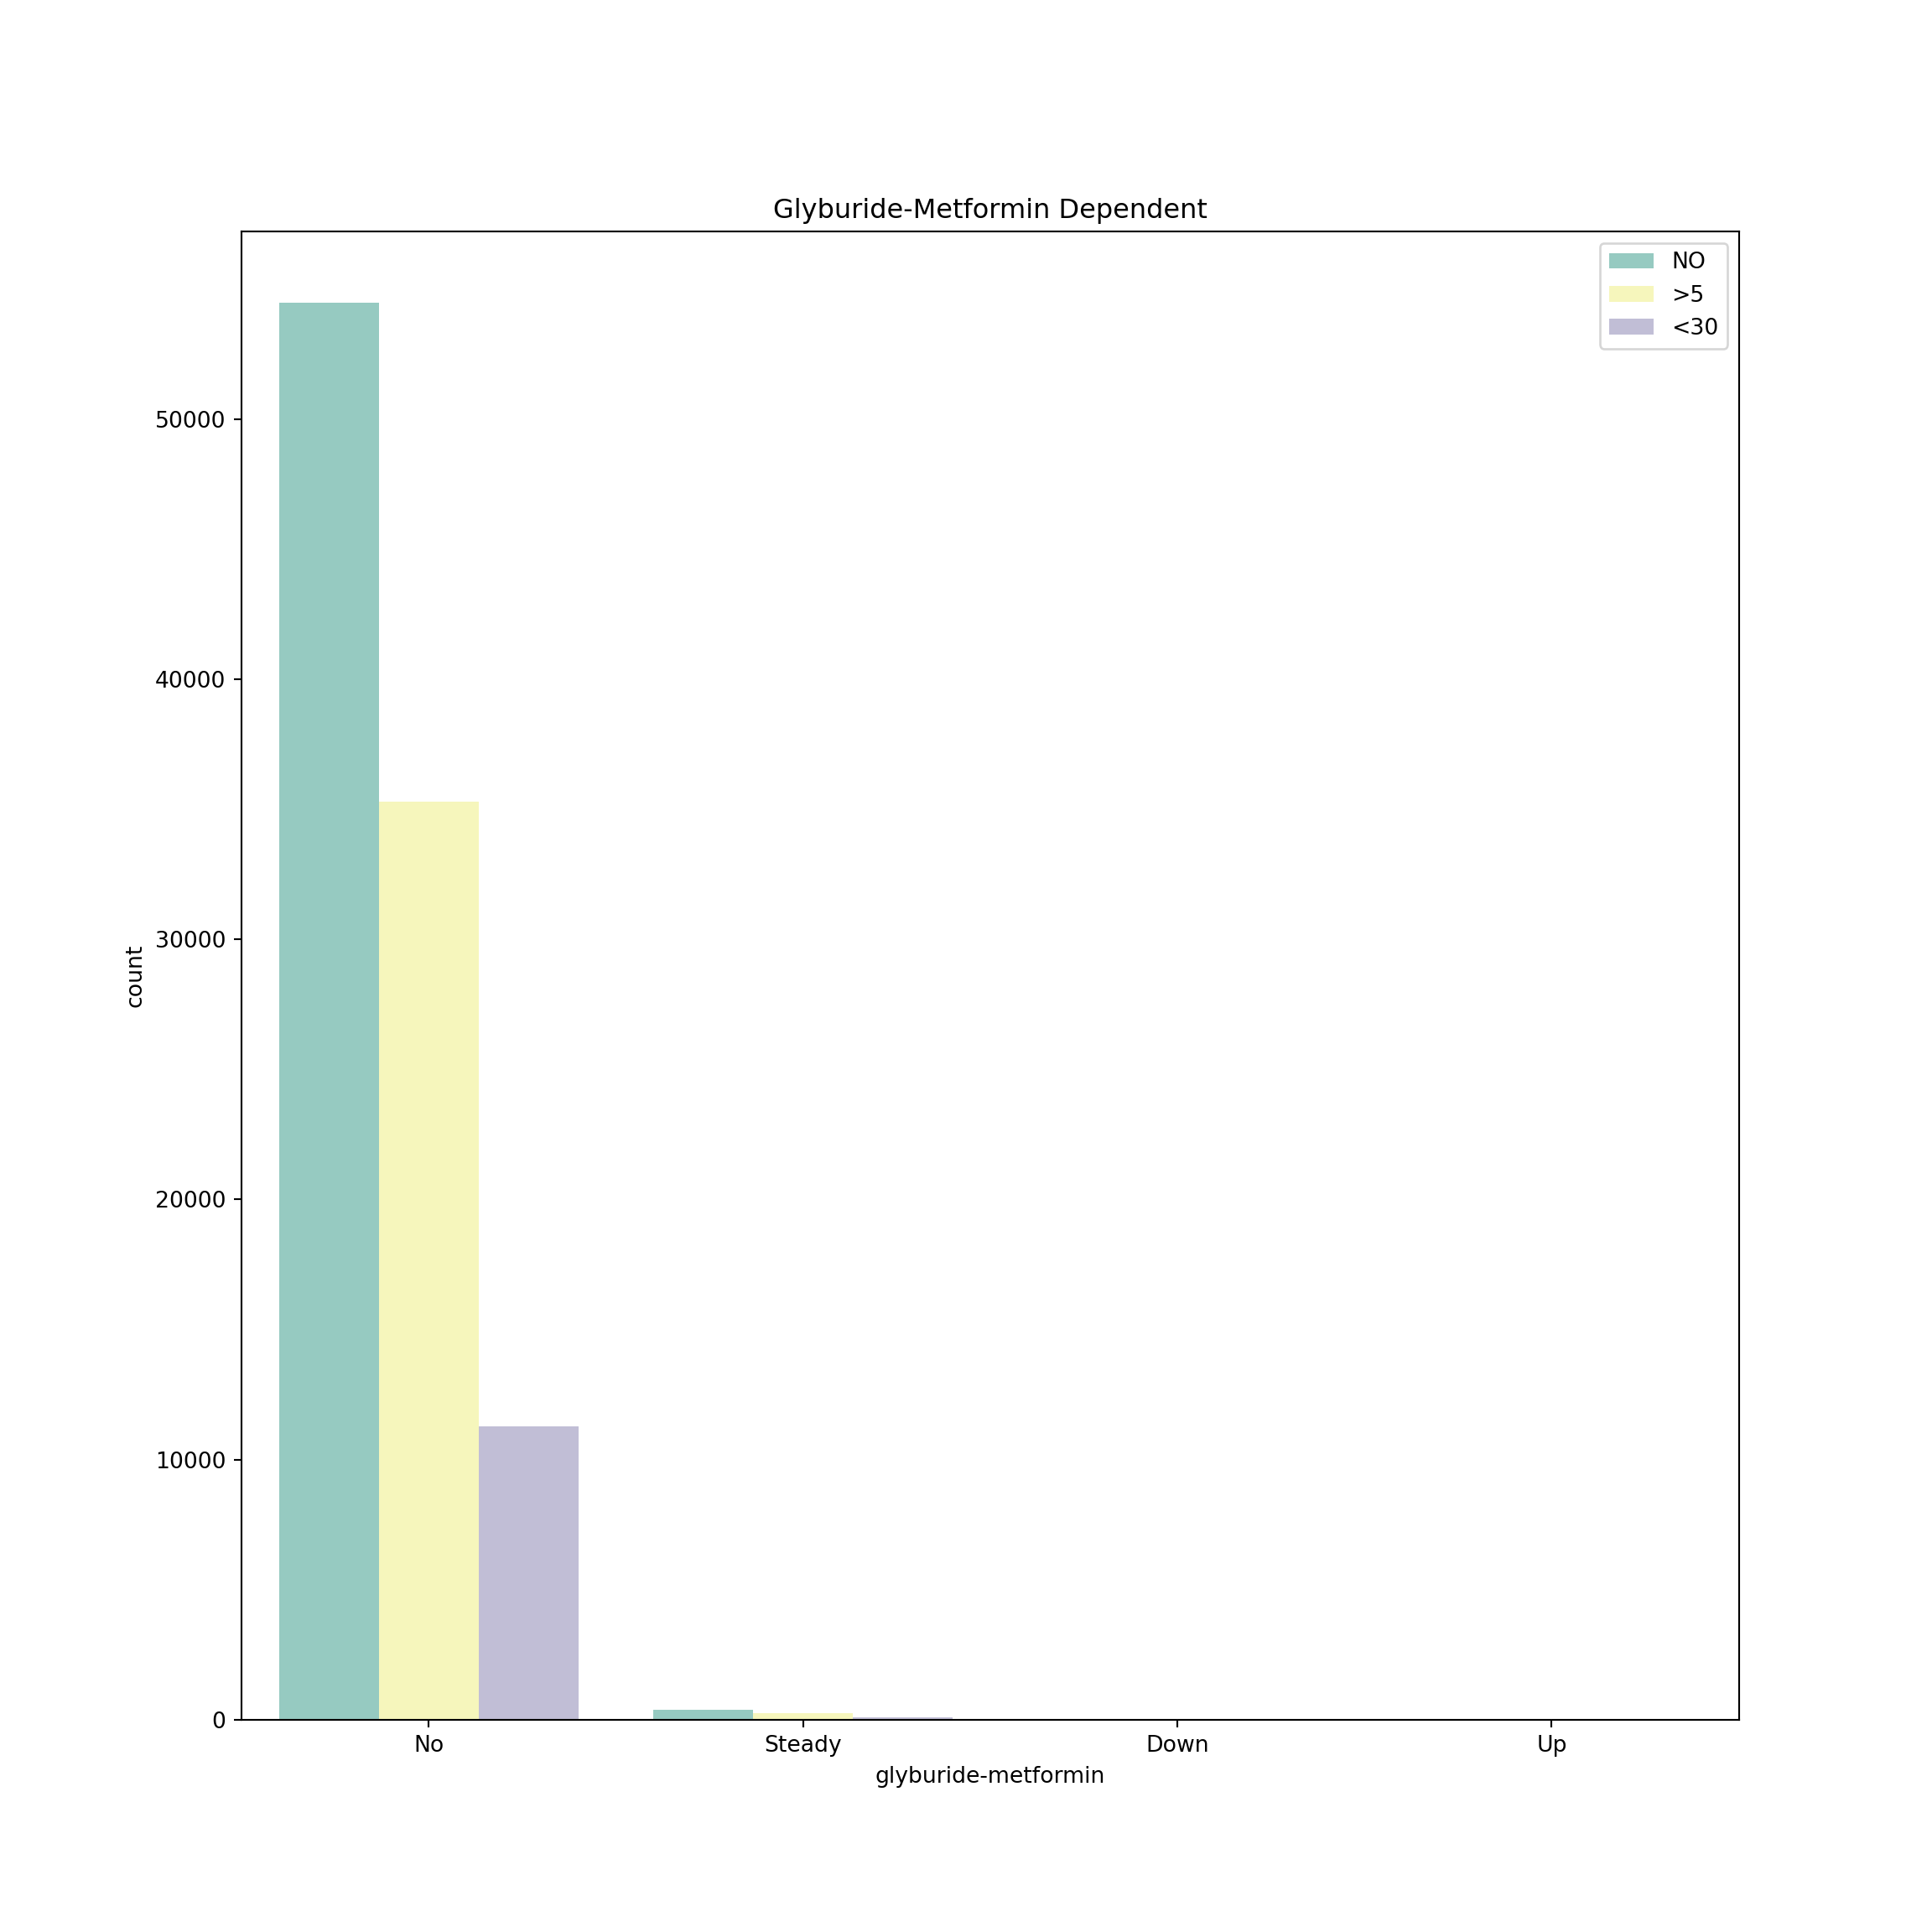 Glyburide-Metformin Dependent
NO
>5
<30
50000
40000
30000
20000
10000
0
count
No Steady Down Up
glyburide-metformin